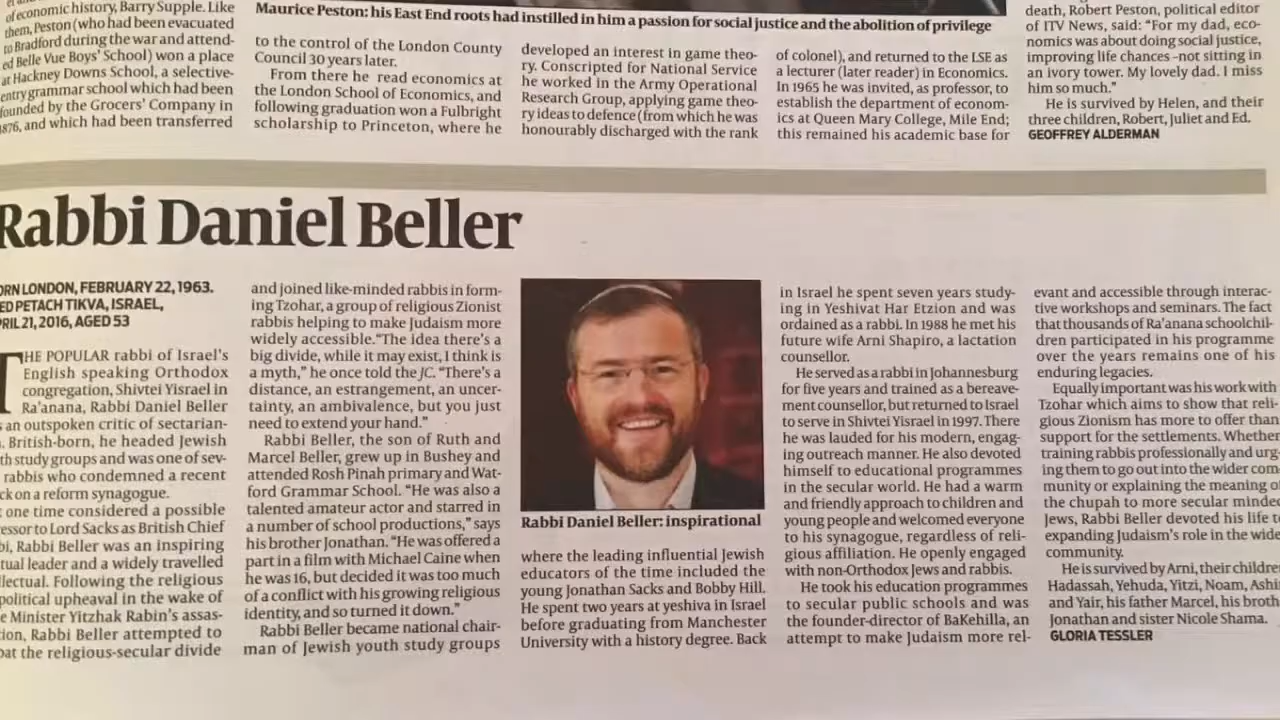 of economic history, Barry Supple. Like
them, Peston (who had been evacuated
to Bradford during the war and attend-
ed Belle Vue Boys' School) won a place
at Hackney Downs School, a selective-
entry grammar school which had been
founded by the Grocers' Company in
1876, and which had been transferred
Maurice Peston: his East End roots had instilled in him a passion for social justice and the abolition of privilege
to the control of the London County
Council 30 years later.
From there he read economics at
the London School of Economics, and
following graduation won a Fulbright
scholarship to Princeton, where he
developed an interest in game theo-
ry. Conscripted for National Service
he worked in the Army Operational
Research Group, applying game theo-
ry ideas to defence (from which he was
honourably discharged with the rank
of colonel), and returned to the LSE as
a lecturer (later reader) in Economics.
In 1965 he was invited, as professor, to
establish the department of econom-
ics at Queen Mary College, Mile End;
this remained his academic base for
death, Robert Peston, political editor
of ITV News, said: "For my dad, eco-
nomics was about doing social justice,
improving life chances –not sitting in
an ivory tower. My lovely dad. I miss
him so much."
He is survived by Helen, and their
three children, Robert, Juliet and Ed.
GEOFFREY ALDERMAN
Rabbi Daniel Beller
ORN LONDON, FEBRUARY 22, 1963.
ED PETACH TIKVA, ISRAEL,
PRIL 21, 2016, AGED 53
THE POPULAR rabbi of Israel's
English speaking Orthodox
congregation, Shivtei Yisrael in
Ra'anana, Rabbi Daniel Beller
s an outspoken critic of sectarian-
. British-born, he headed Jewish
th study groups and was one of sev-
rabbis who condemned a recent
ck on a reform synagogue.
t one time considered a possible
essor to Lord Sacks as British Chief
bi, Rabbi Beller was an inspiring
tual leader and a widely travelled
llectual. Following the religious
political upheaval in the wake of
e Minister Yitzhak Rabin's assas-
tion, Rabbi Beller attempted to
bat the religious-secular divide
and joined like-minded rabbis in form-
ing Tzohar, a group of religious Zionist
rabbis helping to make Judaism more
widely accessible. "The idea there's a
big divide, while it may exist, I think is
a myth," he once told the JC. "There's a
distance, an estrangement, an uncer-
tainty, an ambivalence, but you just
need to extend your hand."
Rabbi Beller, the son of Ruth and
Marcel Beller, grew up in Bushey and
attended Rosh Pinah primary and Wat-
ford Grammar School. "He was also a
talented amateur actor and starred in
a number of school productions," says
his brother Jonathan. "He was offered a
part in a film with Michael Caine when
he was 16, but decided it was too much
of a conflict with his growing religious
identity, and so turned it down."
Rabbi Beller became national chair-
man of Jewish youth study groups
Rabbi Daniel Beller: inspirational
where the leading influential Jewish
educators of the time included the
young Jonathan Sacks and Bobby Hill.
He spent two years at yeshiva in Israel
before graduating from Manchester
University with a history degree. Back
in Israel he spent seven years study-
ing in Yeshivat Har Etzion and was
ordained as a rabbi. In 1988 he met his
future wife Arni Shapiro, a lactation
counsellor.
He served as a rabbi in Johannesburg
for five years and trained as a bereave-
ment counsellor, but returned to Israel
to serve in Shivtei Yisrael in 1997. There
he was lauded for his modern, engag-
ing outreach manner. He also devoted
himself to educational programmes
in the secular world. He had a warm
and friendly approach to children and
young people and welcomed everyone
to his synagogue, regardless of reli-
gious affiliation. He openly engaged
with non-Orthodox Jews and rabbis.
He took his education programmes
to secular public schools and was
the founder-director of BaKehilla, an
attempt to make Judaism more rel-
evant and accessible through interac-
tive workshops and seminars. The fact
that thousands of Ra'anana schoolchil-
dren participated in his programme
over the years remains one of his
enduring legacies.
Equally important was his work with
Tzohar which aims to show that reli-
gious Zionism has more to offer than
support for the settlements. Whether
training rabbis professionally and urg-
ing them to go out into the wider com-
munity or explaining the meaning of
the chupah to more secular minded
Jews, Rabbi Beller devoted his life to
expanding Judaism's role in the wide
community.
He is survived by Arni, their childre
Hadassah, Yehuda, Yitzi, Noam, Ashi
and Yair, his father Marcel, his broth
Jonathan and sister Nicole Shama.
GLORIA TESSLER